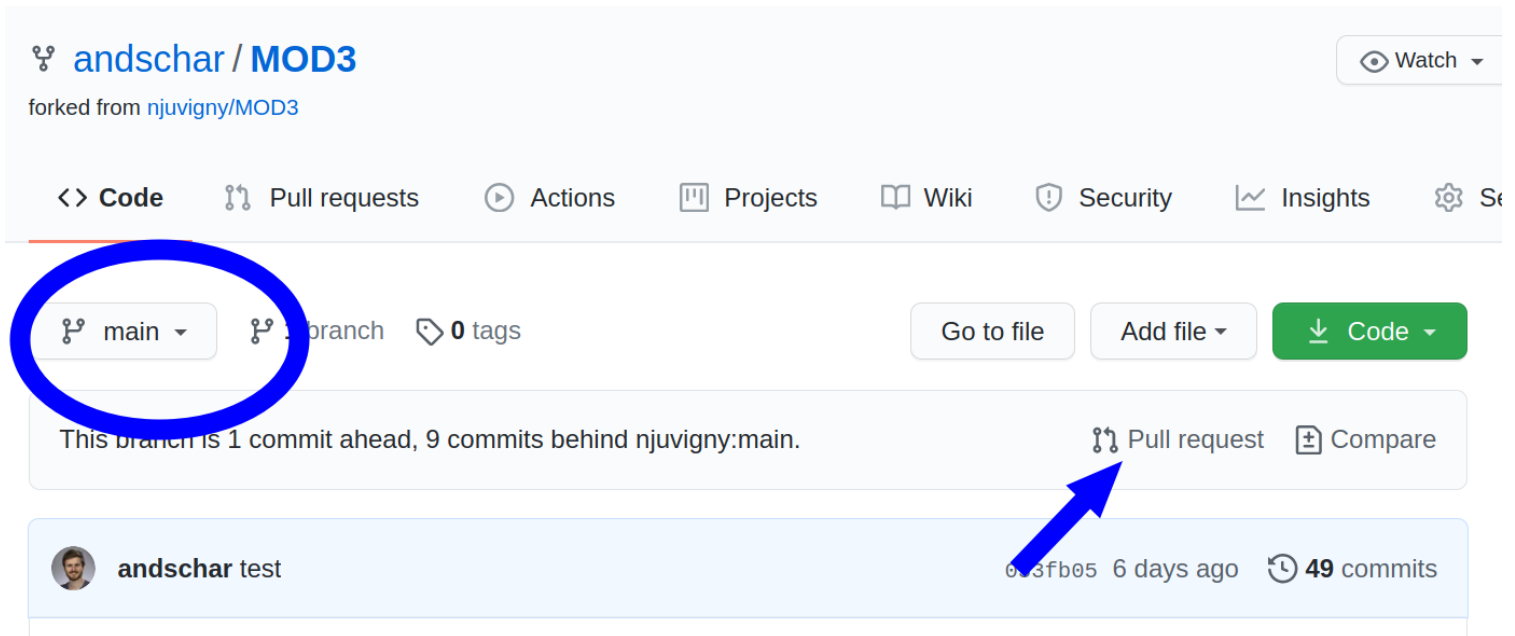 andschar / MOD3
Watch
forked from njuvigny/MOD3
Code Pull requests Actions Projects Wiki Security Insights
main branch 0 tags Go to file Add file Code
This branch is 1 commit ahead, 9 commits behind njuvigny:main. Pull request Compare
andschar test 6 days ago 49 commits